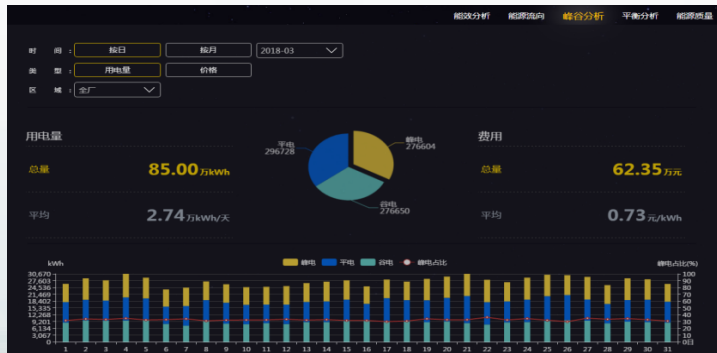 能效分析 能源流向 峰谷分析 平衡分析 能源质量
时 间 : 按日 按月 2018-03
类 型 : 用电量 价格
区 域 : 全厂
用电量
总量 85.00 万kWh
平均 2.74 万kWh/天
平电
296728
峰电
276604
谷电
276650
费用
总量 62.35 万元
平均 0.73 元/kWh
kWh 峰电 平电 谷电 峰电占比 峰电占比(%)
30,670 100
27,603 90
24,536 80
21,469 70
18,402 60
15,335 50
12,268 40
9,201 30
6,134 20
3,067 10
0 0日
1 2 3 4 5 6 7 8 9 10 11 12 13 14 15 16 17 18 19 20 21 22 23 24 25 26 27 28 29 30 31